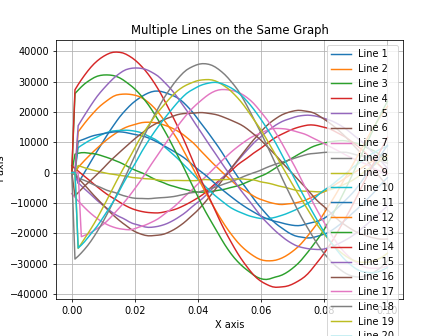 Multiple Lines on the Same Graph
40000
30000
20000
10000
0
-10000
-20000
-30000
-40000
0.00
0.02
0.04
0.06
X axis
Line 1
Line 2
Line 3
Line 4
Line 5
Line 6
Line 7
Line 8
Line 9
Line 10
Line 11
Line 12
Line 13
Line 14
Line 15
Line 16
Line 17
Line 18
Line 19
Line 20